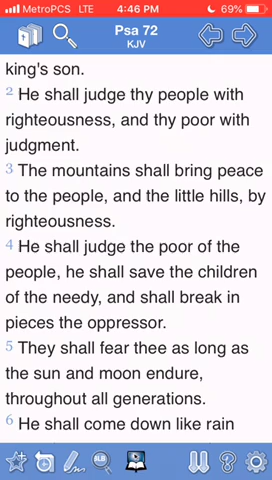 MetroPCS LTE 4:46 PM 69%
Psa 72
KJV
king's son.
2 He shall judge thy people with
righteousness, and thy poor with
judgment.
3 The mountains shall bring peace
to the people, and the little hills, by
righteousness.
4 He shall judge the poor of the
people, he shall save the children
of the needy, and shall break in
pieces the oppressor.
5 They shall fear thee as long as
the sun and moon endure,
throughout all generations.
6 He shall come down like rain
BLB